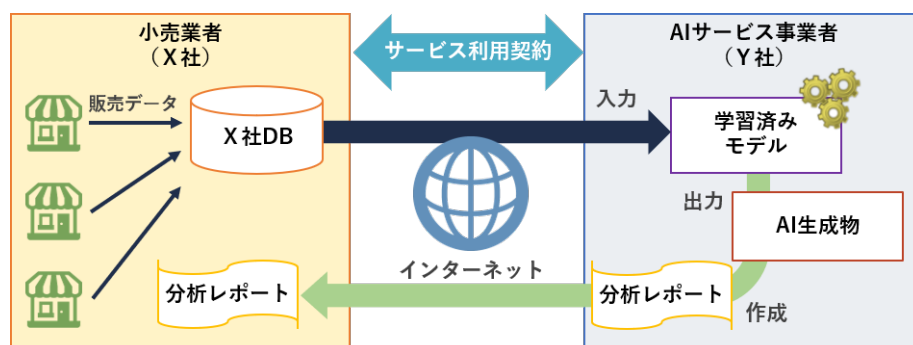 小売業者
（X社）
サービス利用契約
AIサービス事業者
（Y社）
販売データ
X社DB
入力
学習済み
モデル
出力
AI生成物
インターネット
分析レポート
分析レポート
作成